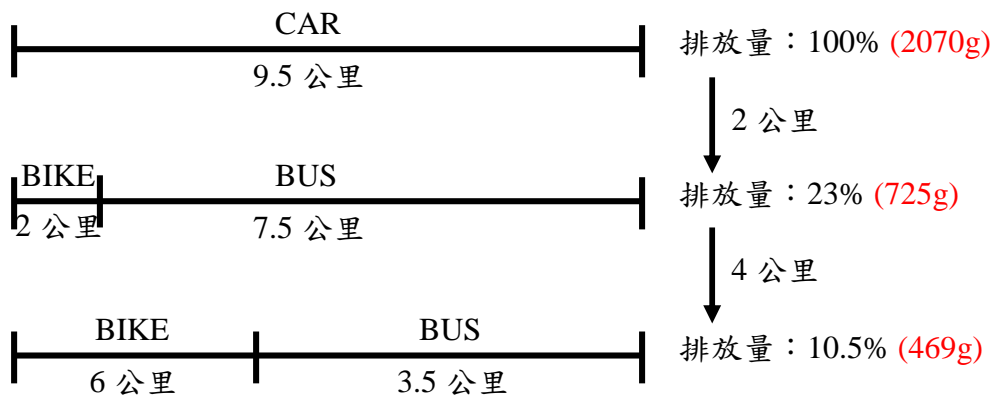 CAR
9.5 公里
排放量：100% (2070g)
2 公里
BIKE BUS
2 公里 7.5 公里
排放量：23% (725g)
4 公里
BIKE BUS
6 公里 3.5 公里
排放量：10.5% (469g)